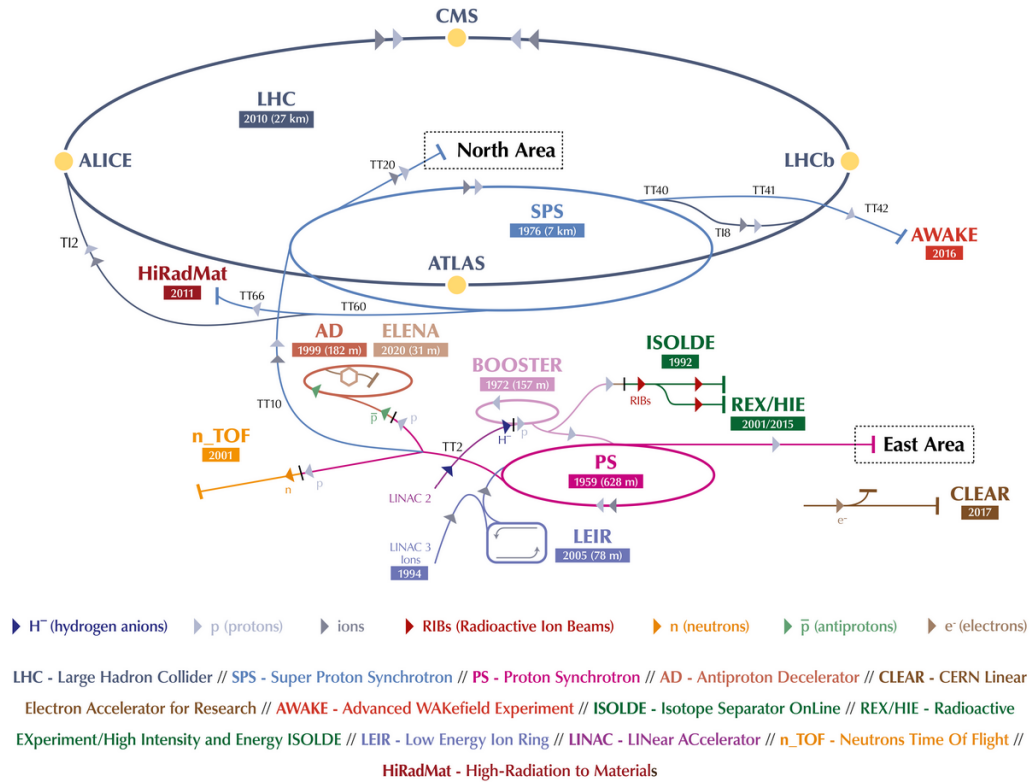 CMS
LHC
2010 (27 km)
ALICE
LHCb
North Area
TT20
TT40
TT41
TT42
SPS
1976 (7 km)
TI8
AWAKE
2016
TI2
ATLAS
HiRadMat
2011
TT66
TT60
AD
1999 (182 m)
ELENA
2020 (31 m)
ISOLDE
1992
BOOSTER
1972 (157 m)
RIBs
REX/HIE
2001/2015
TT10
p̅
p
H⁻
p
TT2
East Area
n_TOF
2001
n
p
PS
1959 (628 m)
LINAC 2
CLEAR
2017
e-
LINAC 3
Ions
1994
LEIR
2005 (78 m)
H⁻ (hydrogen anions)
p (protons)
ions
RIBs (Radioactive Ion Beams)
n (neutrons)
p̅ (antiprotons)
e- (electrons)
LHC - Large Hadron Collider // SPS - Super Proton Synchrotron // PS - Proton Synchrotron // AD - Antiproton Decelerator // CLEAR - CERN Linear
Electron Accelerator for Research // AWAKE - Advanced WAKefield Experiment // ISOLDE - Isotope Separator OnLine // REX/HIE - Radioactive
EXperiment/High Intensity and Energy ISOLDE // LEIR - Low Energy Ion Ring // LINAC - LINear ACcelerator // n_TOF - Neutrons Time Of Flight //
HiRadMat - High-Radiation to Materials